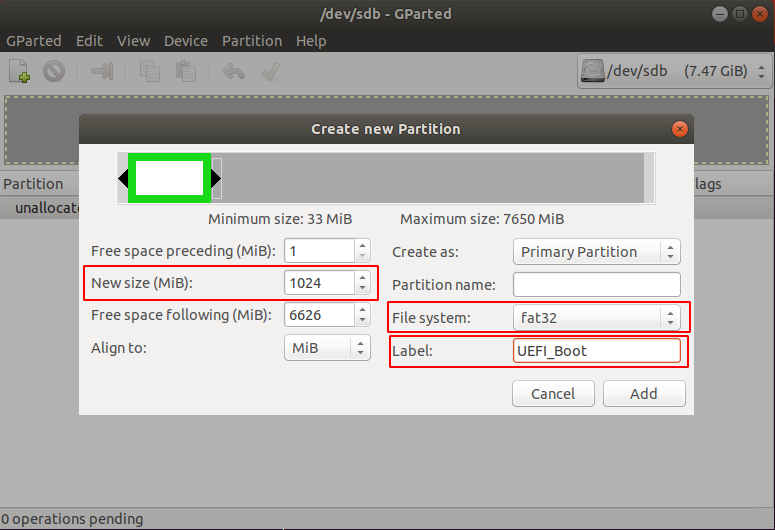 /dev/sdb - GParted
GParted Edit View Device Partition Help
/dev/sdb (7.47 GiB)
Create new Partition
Partition
lags
unallocate
Minimum size: 33 MiB Maximum size: 7650 MiB
Free space preceding (MiB): 1 Create as: Primary Partition
New size (MiB): 1024 Partition name:
Free space following (MiB): 6626 File system: fat32
Align to: MiB Label: UEFI_Boot
Cancel Add
0 operations pending